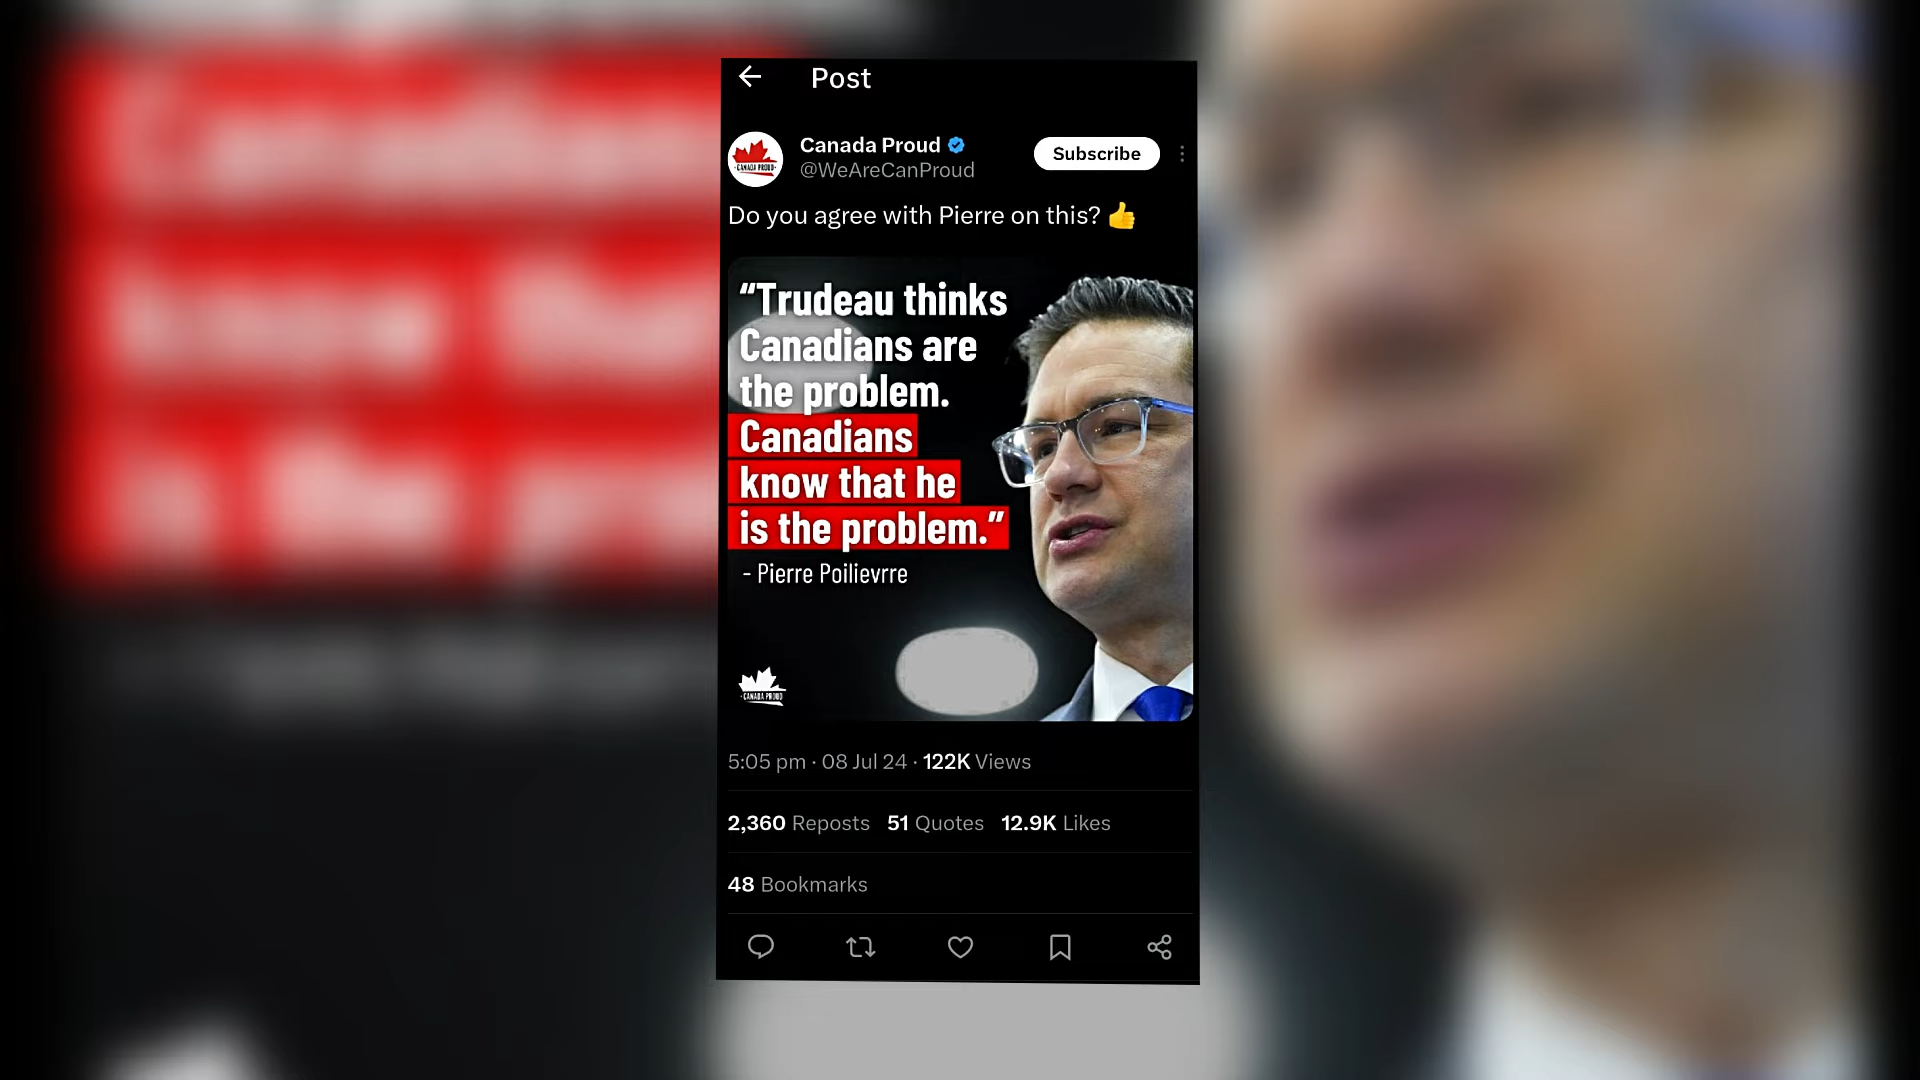 Post
Canada Proud
@WeAreCanProud
Subscribe
Do you agree with Pierre on this? 👍
“Trudeau thinks
Canadians are
the problem.
Canadians
know that he
is the problem.”
- Pierre Poilievrre
CANADA PROUD
5:05 pm · 08 Jul 24 · 122K Views
2,360 Reposts 51 Quotes 12.9K Likes
48 Bookmarks